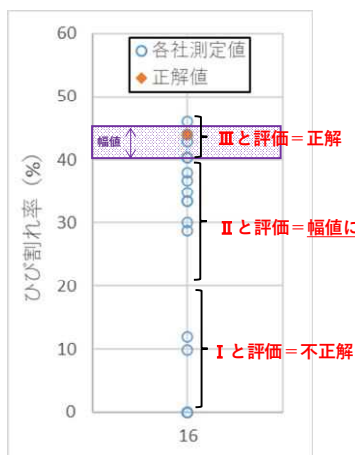 60
50
40
30
20
10
0
ひび割れ率（%）
各社測定値
正解値
幅値
Ⅲと評価＝正解
Ⅱと評価＝幅値に
Ⅰと評価＝不正解
16